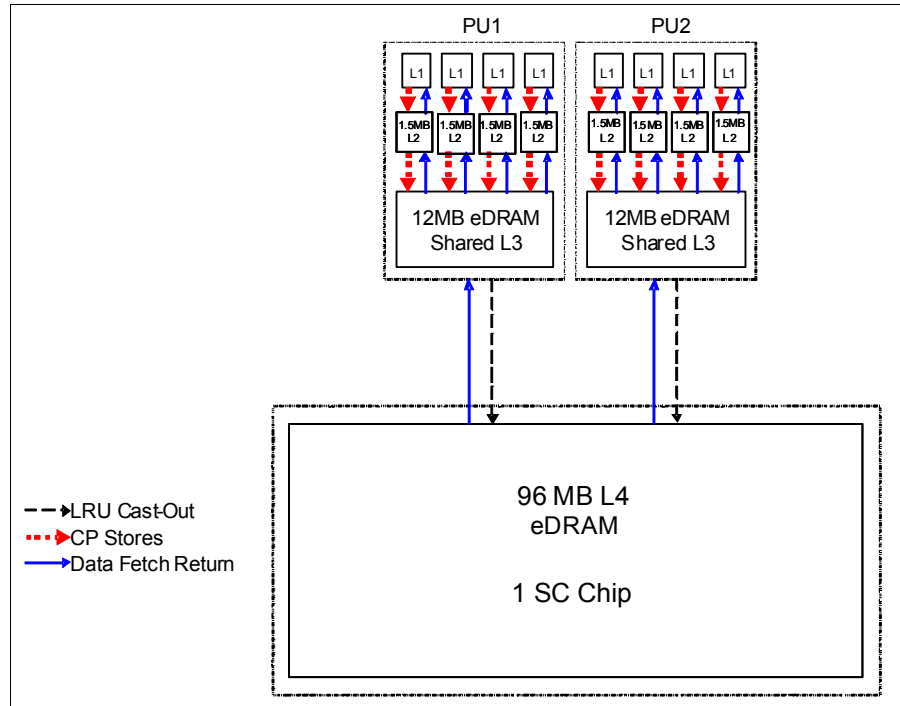 PU1
PU2
L1 L1 L1 L1
L1 L1 L1 L1
1.5MB
L2
1.5MB
L2
1.5MB
L2
1.5MB
L2
1.5MB
L2
1.5MB
L2
1.5MB
L2
1.5MB
L2
12MB eDRAM
Shared L3
12MB eDRAM
Shared L3
96 MB L4
eDRAM
1 SC Chip
LRU Cast-Out
CP Stores
Data Fetch Return